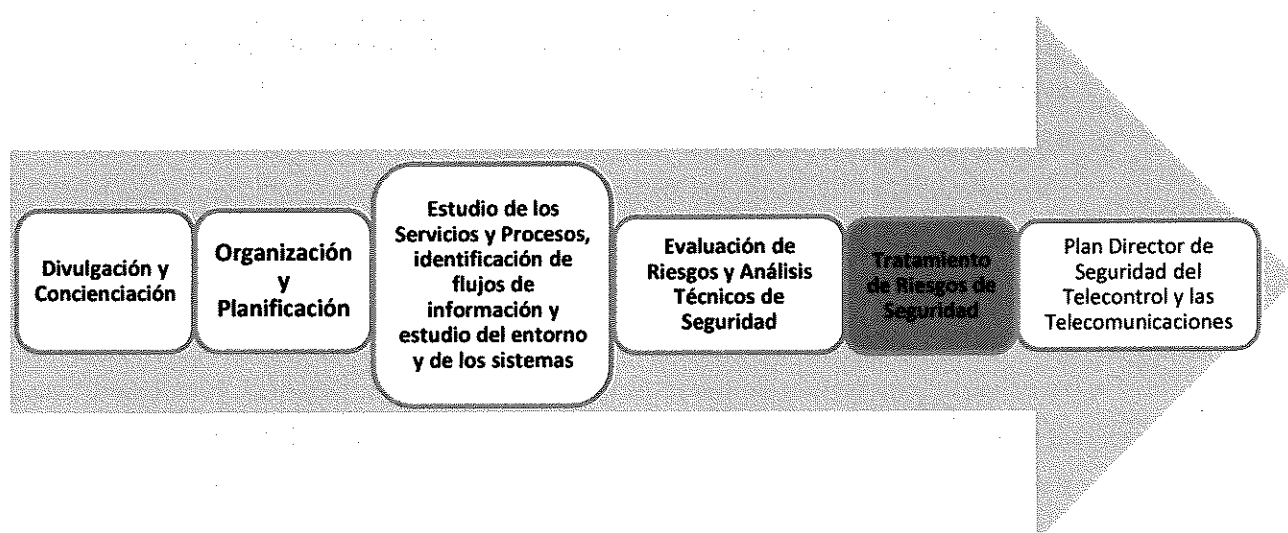 Divulgación y
Concienciación
Organización
y
Planificación
Estudio de los
Servicios y Procesos,
identificación de
flujos de
información y
estudio del entorno
y de los sistemas
Evaluación de
Riesgos y Análisis
Técnicos de
Seguridad
Tratamiento
de Riesgos de
Seguridad
Plan Director de
Seguridad del
Telecontrol y las
Telecomunicaciones